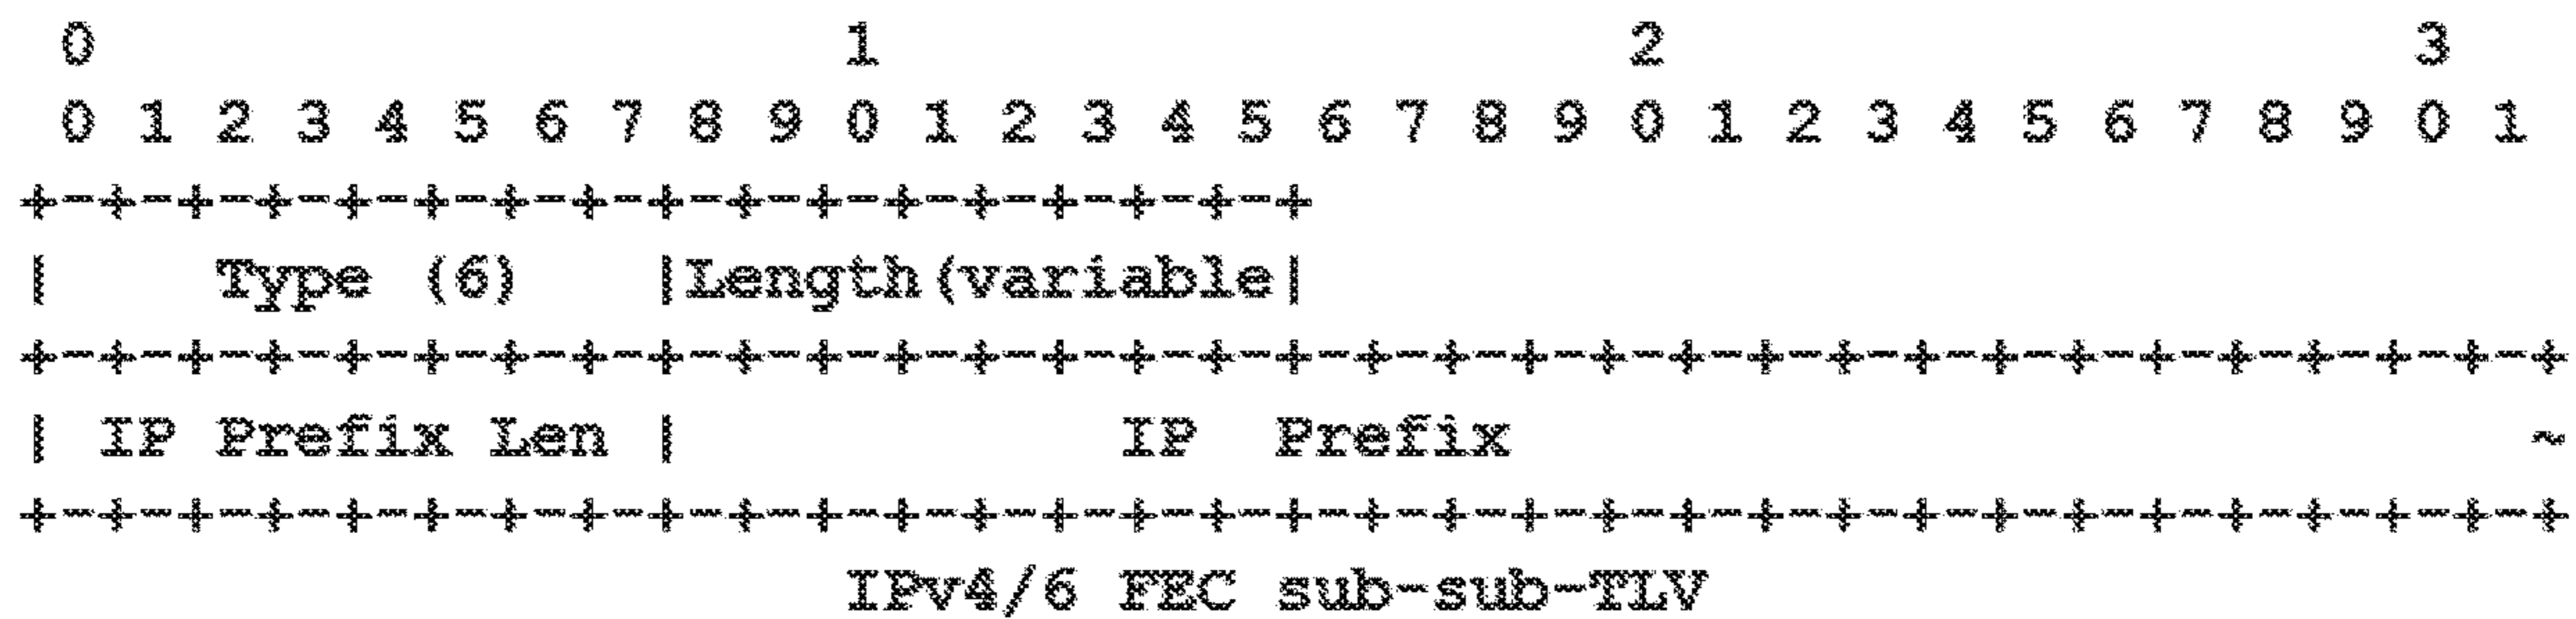 0                   1                   2                   3
 0 1 2 3 4 5 6 7 8 9 0 1 2 3 4 5 6 7 8 9 0 1 2 3 4 5 6 7 8 9 0 1
+-+-+-+-+-+-+-+-+-+-+-+-+-+-+-+-+
|    Type (6)   |Length(variable|
+-+-+-+-+-+-+-+-+-+-+-+-+-+-+-+-+-+-+-+-+-+-+-+-+-+-+-+-+-+-+-+-+
| IP Prefix Len |           IP  Prefix                          ~
+-+-+-+-+-+-+-+-+-+-+-+-+-+-+-+-+-+-+-+-+-+-+-+-+-+-+-+-+-+-+-+-+
                     IPv4/6 FEC sub-sub-TLV